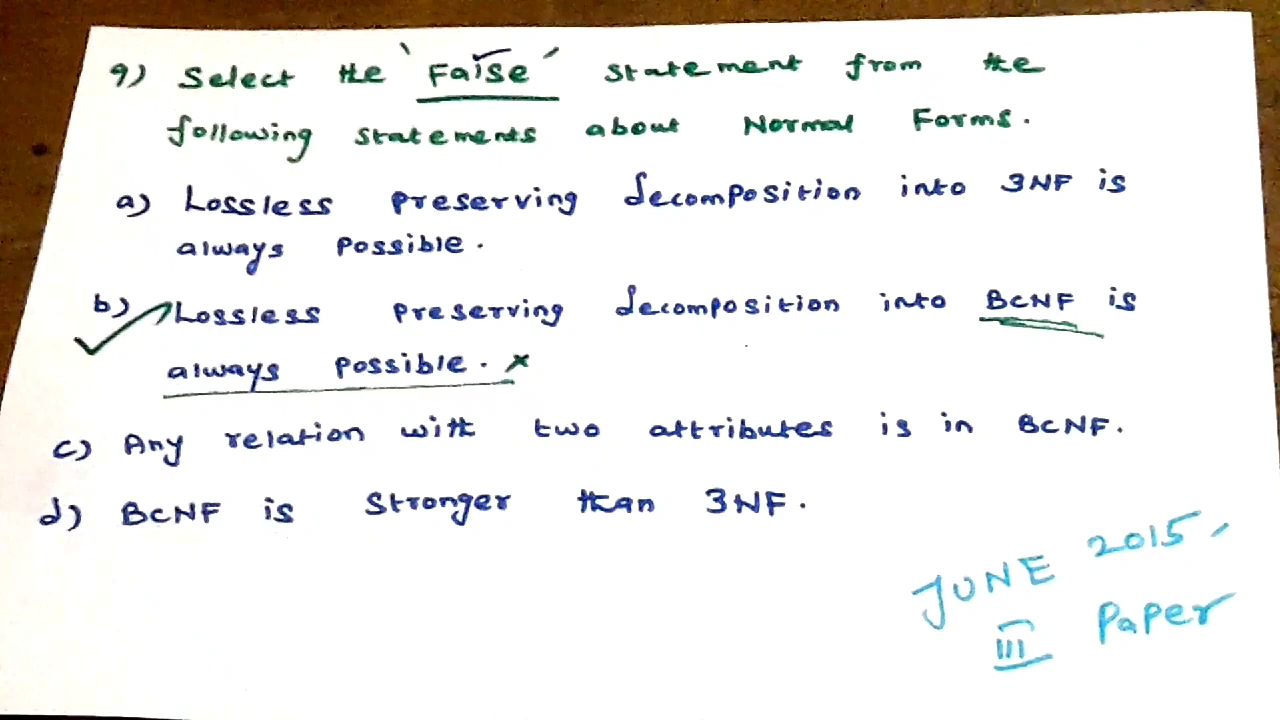 9) Select the 'False' statement from the
following statements about Normal Forms.
a) Lossless preserving decomposition into 3NF is
always possible.
b) Lossless preserving decomposition into BCNF is
always possible. x
c) Any relation with two attributes is in BCNF.
d) BCNF is stronger than 3NF.
JUNE 2015,
III Paper